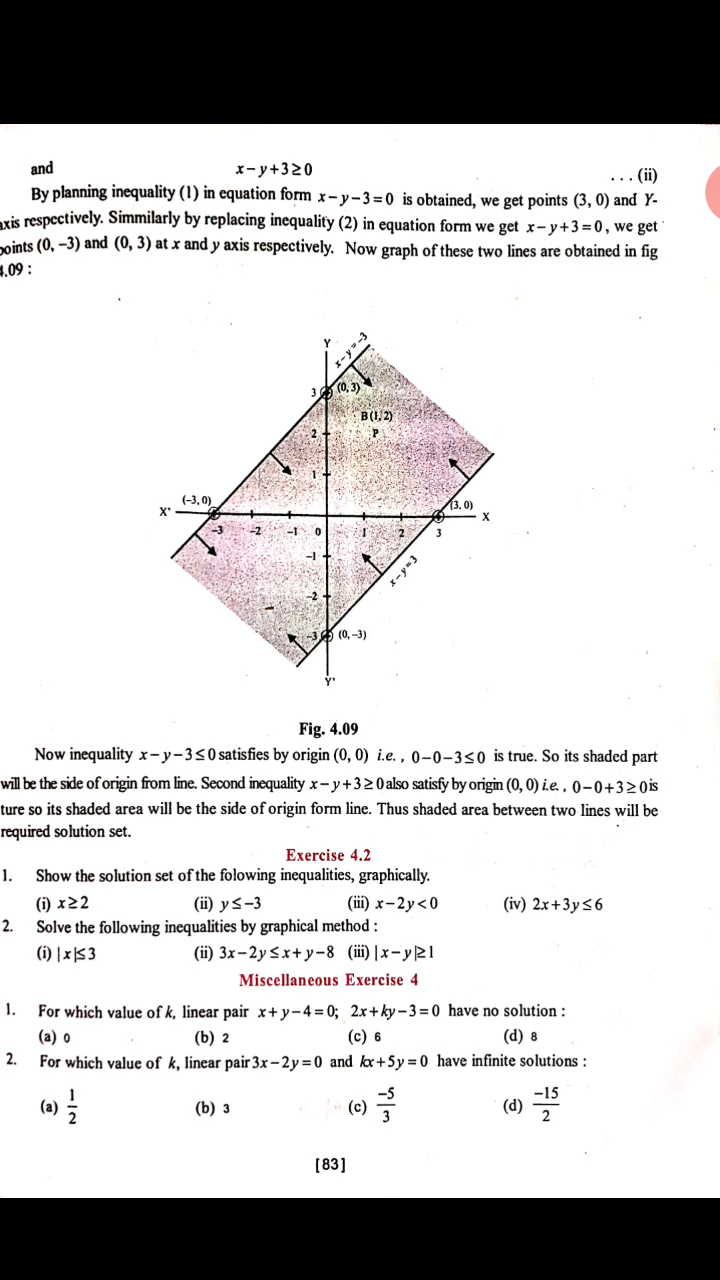 and x−y+3≥0 ... (ii)
By planning inequality (1) in equation form x−y−3=0 is obtained, we get points (3, 0) and Y-
axis respectively. Simmilarly by replacing inequality (2) in equation form we get x−y+3=0, we get
points (0, −3) and (0, 3) at x and y axis respectively. Now graph of these two lines are obtained in fig
4.09 :
Y
x−y=−3
3 (0, 3)
B(1, 2)
2 P
1
(−3, 0) (3. 0)
X' X
−3 −2 −1 0 1 2 3
−1
x−y=3
−2
−3 (0, −3)
Y'
Fig. 4.09
Now inequality x−y−3≤0 satisfies by origin (0, 0) i.e., 0−0−3≤0 is true. So its shaded part
will be the side of origin from line. Second inequality x−y+3≥0 also satisfy by origin (0, 0) i.e., 0−0+3≥0 is
ture so its shaded area will be the side of origin form line. Thus shaded area between two lines will be
required solution set.
Exercise 4.2
1. Show the solution set of the folowing inequalities, graphically.
(i) x≥2 (ii) y≤−3 (iii) x−2y<0 (iv) 2x+3y≤6
2. Solve the following inequalities by graphical method :
(i) |x|≤3 (ii) 3x−2y≤x+y−8 (iii) |x−y|≥1
Miscellaneous Exercise 4
1. For which value of k, linear pair x+y−4=0; 2x+ky−3=0 have no solution :
(a) 0 (b) 2 (c) 6 (d) 8
2. For which value of k, linear pair 3x−2y=0 and kx+5y=0 have infinite solutions :
(a) 1/2 (b) 3 (c) −5/3 (d) −15/2
[83]